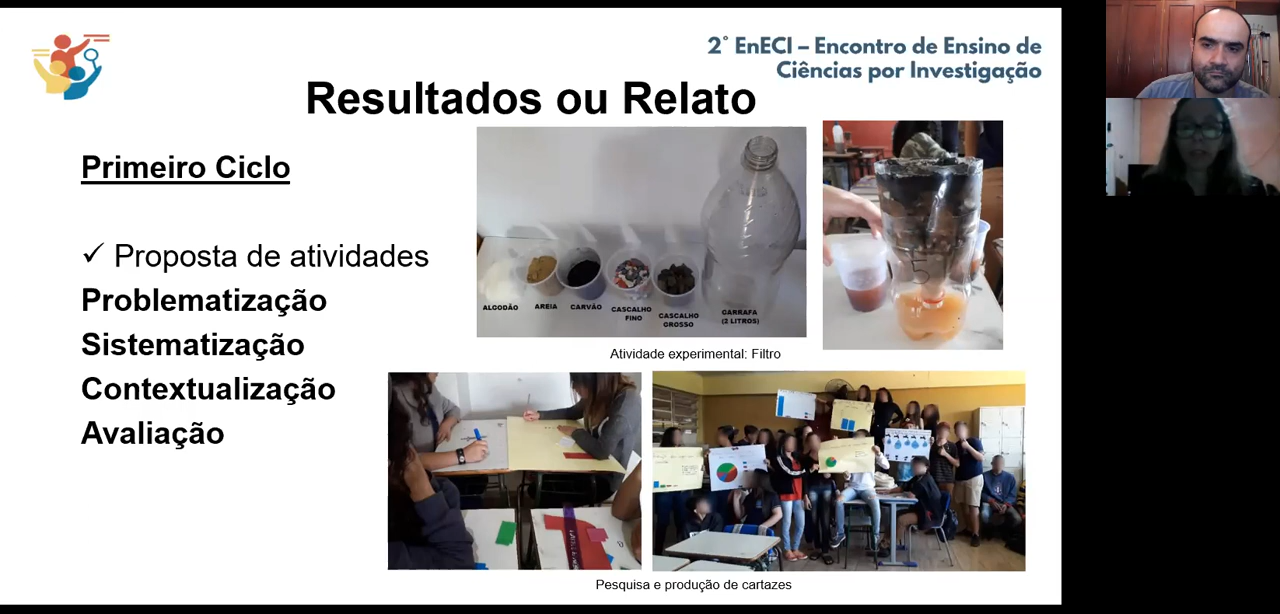 2° EnECI – Encontro de Ensino de
Ciências por Investigação
Resultados ou Relato
Primeiro Ciclo
✓ Proposta de atividades
Problematização
Sistematização
Contextualização
Avaliação
ALGODÃO
AREIA
CARVÃO
CASCALHO
FINO
CASCALHO
GROSSO
GARRAFA
(2 LITROS)
51
Atividade experimental: Filtro
Pesquisa e produção de cartazes